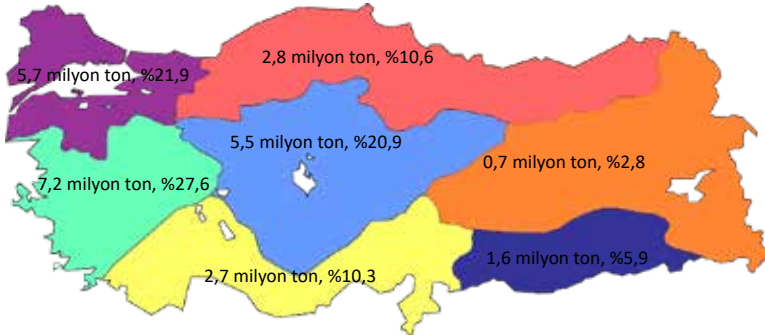 2,8 milyon ton, %10,6
5,7 milyon ton, %21,9
5,5 milyon ton, %20,9
0,7 milyon ton, %2,8
7,2 milyon ton, %27,6
1,6 milyon ton, %5,9
2,7 milyon ton, %10,3